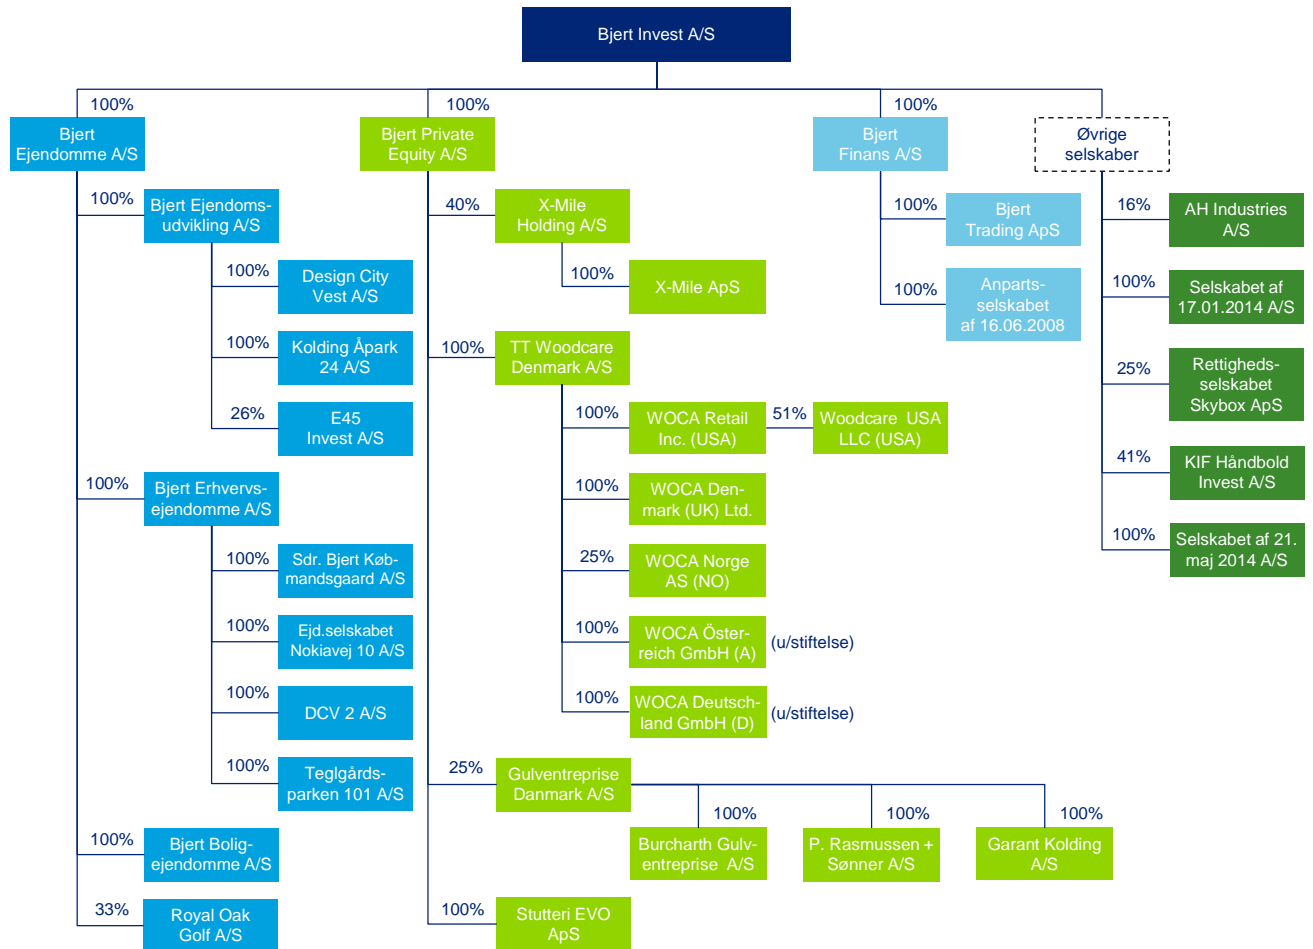 Bjert Invest A/S
100%
Bjert
Ejendomme A/S
100%
Bjert Ejendoms-
udvikling A/S
100%
Design City
Vest A/S
100%
Kolding Åpark
24 A/S
26%
E45
Invest A/S
100%
Bjert Erhvervs-
ejendomme A/S
100%
Sdr. Bjert Køb-
mandsgaard A/S
100%
Ejd.selskabet
Nokiavej 10 A/S
100%
DCV 2 A/S
100%
Teglgårds-
parken 101 A/S
100%
Bjert Bolig-
ejendomme A/S
33%
Royal Oak
Golf A/S
100%
Bjert Private
Equity A/S
40%
X-Mile
Holding A/S
100%
X-Mile ApS
100%
TT Woodcare
Denmark A/S
100%
WOCA Retail
Inc. (USA)
51%
Woodcare USA
LLC (USA)
100%
WOCA Den-
mark (UK) Ltd.
25%
WOCA Norge
AS (NO)
100%
WOCA Öster-
reich GmbH (A)
(u/stiftelse)
100%
WOCA Deutsch-
land GmbH (D)
(u/stiftelse)
25%
Gulventreprise
Danmark A/S
100%
Burcharth Gulv-
entreprise A/S
100%
P. Rasmussen +
Sønner A/S
100%
Garant Kolding
A/S
100%
Stutteri EVO
ApS
100%
Bjert
Finans A/S
100%
Bjert
Trading ApS
100%
Anparts-
selskabet
af 16.06.2008
Øvrige
selskaber
16%
AH Industries
A/S
100%
Selskabet af
17.01.2014 A/S
25%
Rettigheds-
selskabet
Skybox ApS
41%
KIF Håndbold
Invest A/S
100%
Selskabet af 21.
maj 2014 A/S